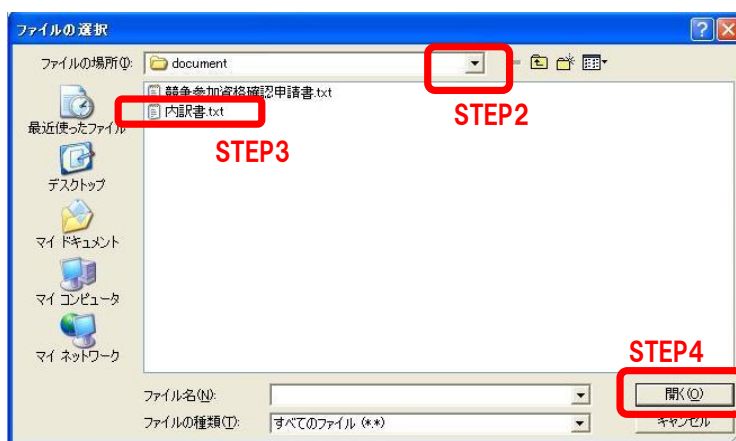 ファイルの選択
ファイルの場所(I):
document
競争参加資格確認申請書.txt
内訳書.txt
STEP2
STEP3
最近使ったファイル
デスクトップ
マイ ドキュメント
マイ コンピュータ
マイ ネットワーク
STEP4
ファイル名(N):
開く(O)
ファイルの種類(T):
すべてのファイル (*.*)
キャンセル